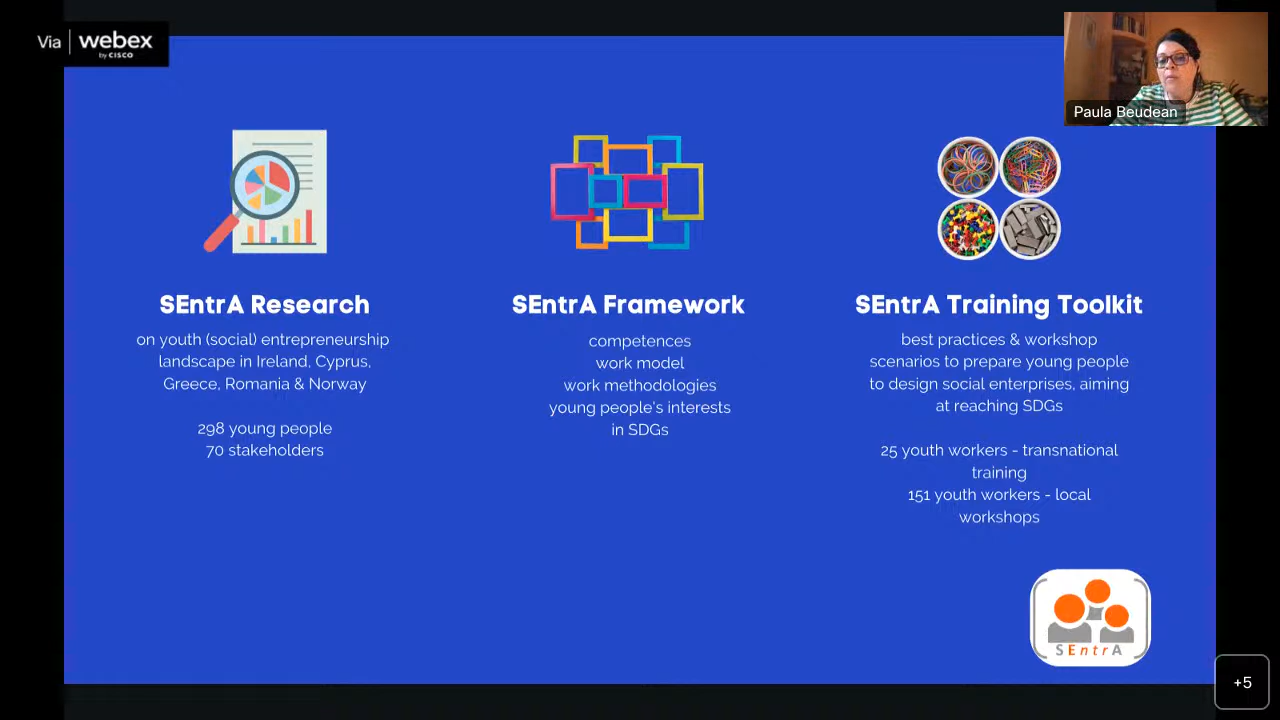 Via | webex
by CISCO
Paula Beudean
SEntrA Research
on youth (social) entrepreneurship
landscape in Ireland, Cyprus,
Greece, Romania & Norway
298 young people
70 stakeholders
SEntrA Framework
competences
work model
work methodologies
young people's interests
in SDGs
SEntrA Training Toolkit
best practices & workshop
scenarios to prepare young people
to design social enterprises, aiming
at reaching SDGs
25 youth workers - transnational
training
151 youth workers - local
workshops
SEntrA
+5